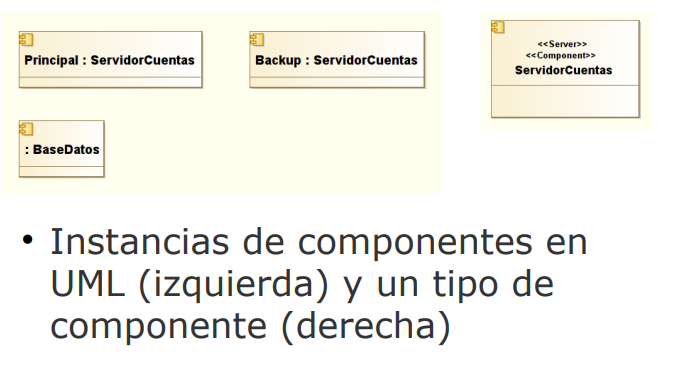 Principal : ServidorCuentas
Backup : ServidorCuentas
<<Server>>
<<Component>>
ServidorCuentas
: BaseDatos
• Instancias de componentes en
UML (izquierda) y un tipo de
componente (derecha)